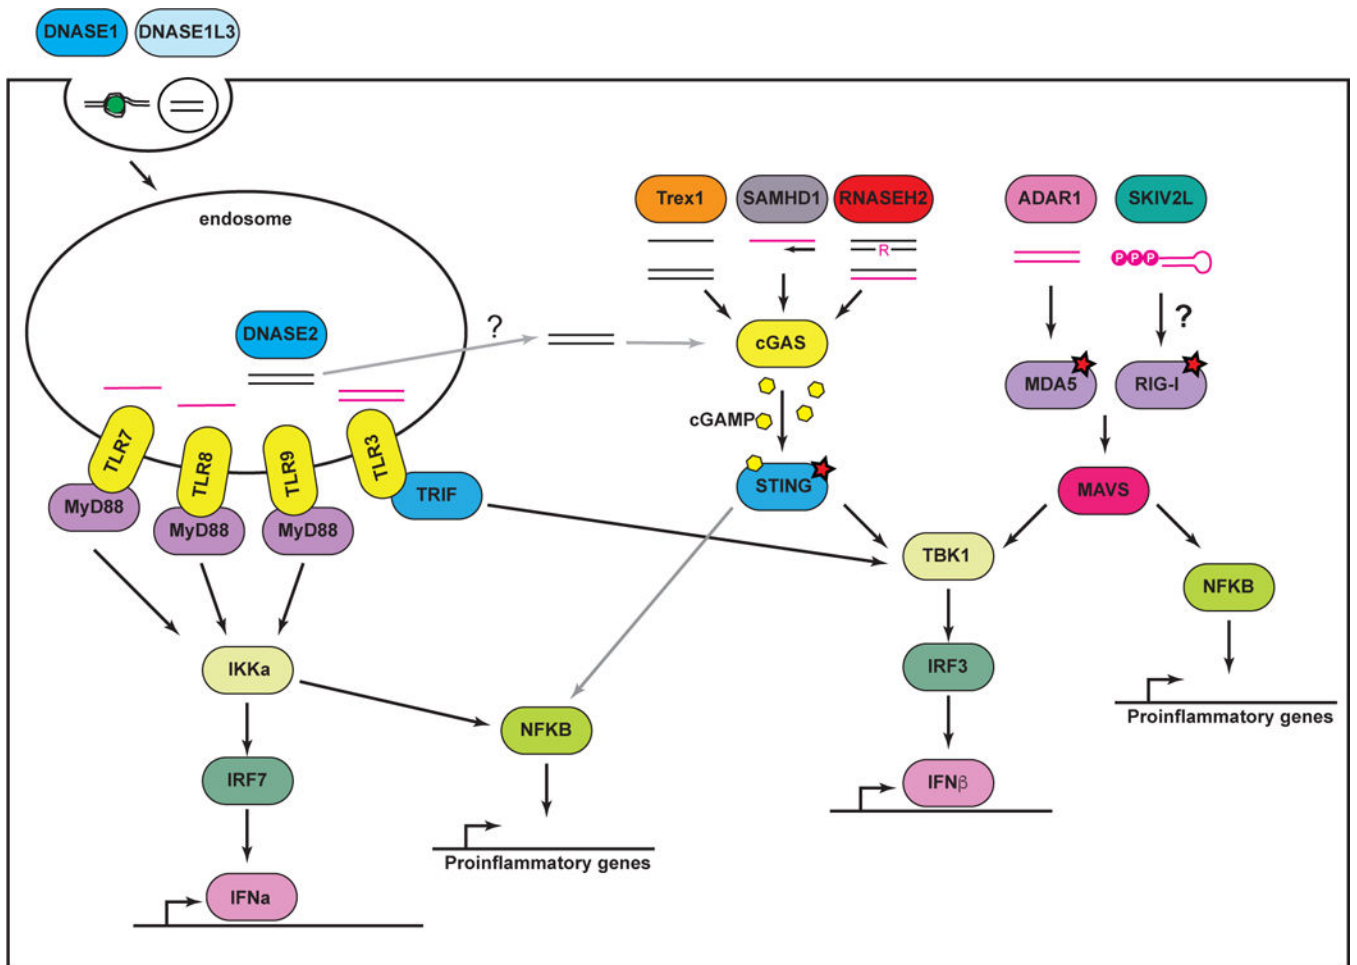 DNASE1
DNASE1L3
endosome
Trex1
SAMHD1
RNASEH2
ADAR1
SKIV2L
R
P P P
DNASE2
?
cGAS
?
MDA5
RIG-I
cGAMP
TLR7
TLR8
TLR9
TLR3
STING
MAVS
MyD88
MyD88
MyD88
TRIF
TBK1
NFKB
IKKa
IRF3
NFKB
Proinflammatory genes
IRF7
IFNβ
Proinflammatory genes
IFNa